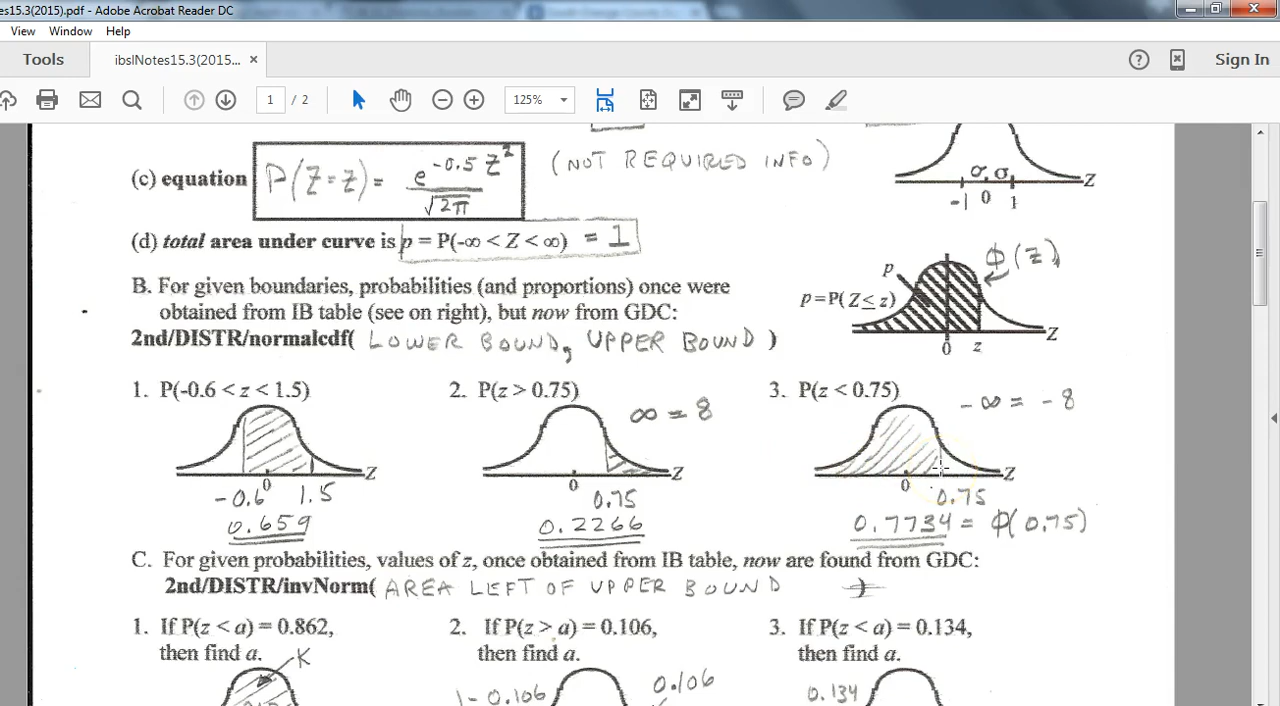 es15.3(2015).pdf - Adobe Acrobat Reader DC
View Window Help
Tools ibslNotes15.3(2015... × Sign In
1 / 2 125%
(c) equation P(Z=z) = e^-0.5z² / √2π (NOT REQUIRED INFO)
σ σ
-1 0 1 Z
(d) total area under curve is p = P(-∞ < Z < ∞) = 1
B. For given boundaries, probabilities (and proportions) once were
obtained from IB table (see on right), but now from GDC:
2nd/DISTR/normalcdf( LOWER BOUND, UPPER BOUND )
p Φ(z)
p=P( Z ≤ z)
0 z Z
1. P(-0.6 < z < 1.5) 2. P(z > 0.75) 3. P(z < 0.75)
∞ = 8 -∞ = -8
Z Z Z
0 0 0
-0.6 1.5 0.75 0.75
0.659 0.2266 0.7734 = Φ(0.75)
C. For given probabilities, values of z, once obtained from IB table, now are found from GDC:
2nd/DISTR/invNorm( AREA LEFT OF UPPER BOUND )
1. If P(z < a) = 0.862, 2. If P(z > a) = 0.106, 3. If P(z < a) = 0.134,
then find a. then find a. then find a.
K 1-0.106 0.106 0.134